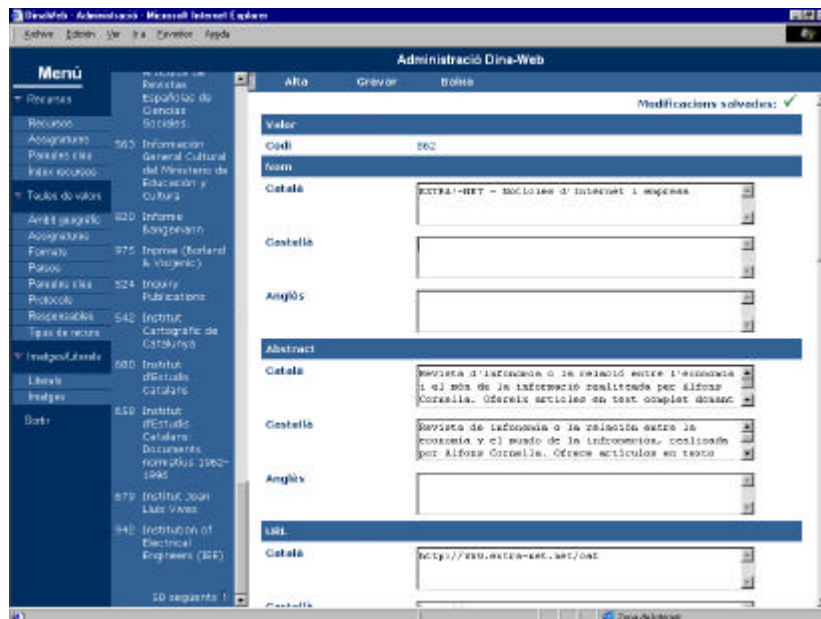 DinaWeb - Administració - Microsoft Internet Explorer
Archivo Edición Ver Ir a Favoritos Ayuda
Administració Dina-Web
Menú
Recursos
Recursos
Assignatures
Paraules clau
Índex recursos
Taules de valors
Àmbit geogràfic
Assignatures
Formats
Països
Paraules clau
Protocols
Responsables
Tipus de recurs
Imatges/Literals
Literals
Imatges
Sortir
Revistas
Españolas de
Ciencias
Sociales.
563 Información
General Cultural
del Ministerio de
Educación y
Cultura
820 Informe
Bangemann
975 Inprise (Borland
& Visigenic)
524 Inquiry
Publications
542 Institut
Cartogràfic de
Catalunya
680 Institut
d'Estudis
Catalans
659 Institut
d'Estudis
Catalans:
Documents
normatius 1962-
1996
679 Institut Joan
Lluís Vives
942 Institution of
Electrical
Engineers (IEE)
50 següents
Alta Gravar Baixa
Modificacions salvades: ✓
Valor
Codi 862
Nom
Català EXTRA!-NET - Noticies d'Internet i empresa
Castellà
Anglès
Abstract
Català Revista d'infonomia o la relació entre l'economia
i el món de la informació realitzada per Alfons
Cornella. Ofereix articles en text complet donant
Castellà Revista de infonomía o la relación entre la
economía y el mundo de la información, realizada
por Alfons Cornella. Ofrece artículos en texto
Anglès
URL
Català http://www.extra-net.net/cat
Castellà
Zona de Internet